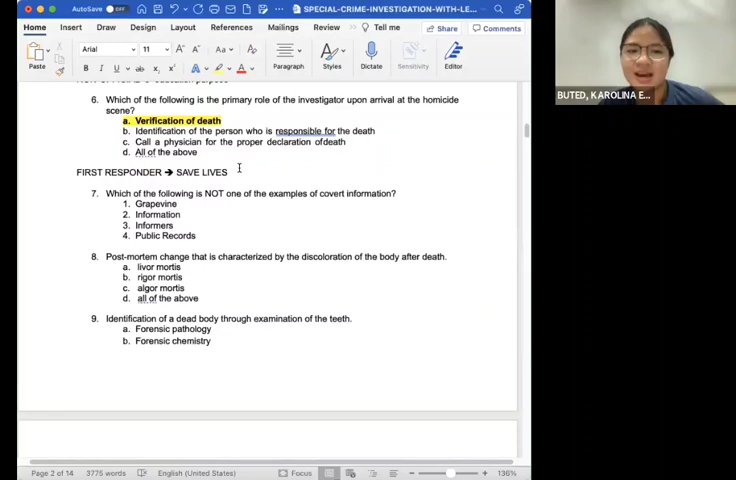 AutoSave OFF
SPECIAL-CRIME-INVESTIGATION-WITH-LE...
Home Insert Draw Design Layout References Mailings Review Tell me Share Comments
Arial 11
Paste Paragraph Styles Dictate Sensitivity Editor
6. Which of the following is the primary role of the investigator upon arrival at the homicide
scene?
a. Verification of death
b. Identification of the person who is responsible for the death
c. Call a physician for the proper declaration ofdeath
d. All of the above
FIRST RESPONDER → SAVE LIVES
7. Which of the following is NOT one of the examples of covert information?
1. Grapevine
2. Information
3. Informers
4. Public Records
8. Post-mortem change that is characterized by the discoloration of the body after death.
a. livor mortis
b. rigor mortis
c. algor mortis
d. all of the above
9. Identification of a dead body through examination of the teeth.
a. Forensic pathology
b. Forensic chemistry
Page 2 of 14 3775 words English (United States) Focus 136%
BUTED, KAROLINA E...